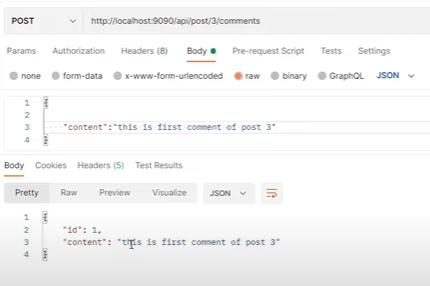 POST http://localhost:9090/api/post/3/comments
Params Authorization Headers (8) Body Pre-request Script Tests Settings
none form-data x-www-form-urlencoded raw binary GraphQL JSON
1 {
2
3 "content":"this is first comment of post 3"
4 }
Body Cookies Headers (5) Test Results
Pretty Raw Preview Visualize JSON
1 {
2 "id": 1,
3 "content": "this is first comment of post 3"
4 }